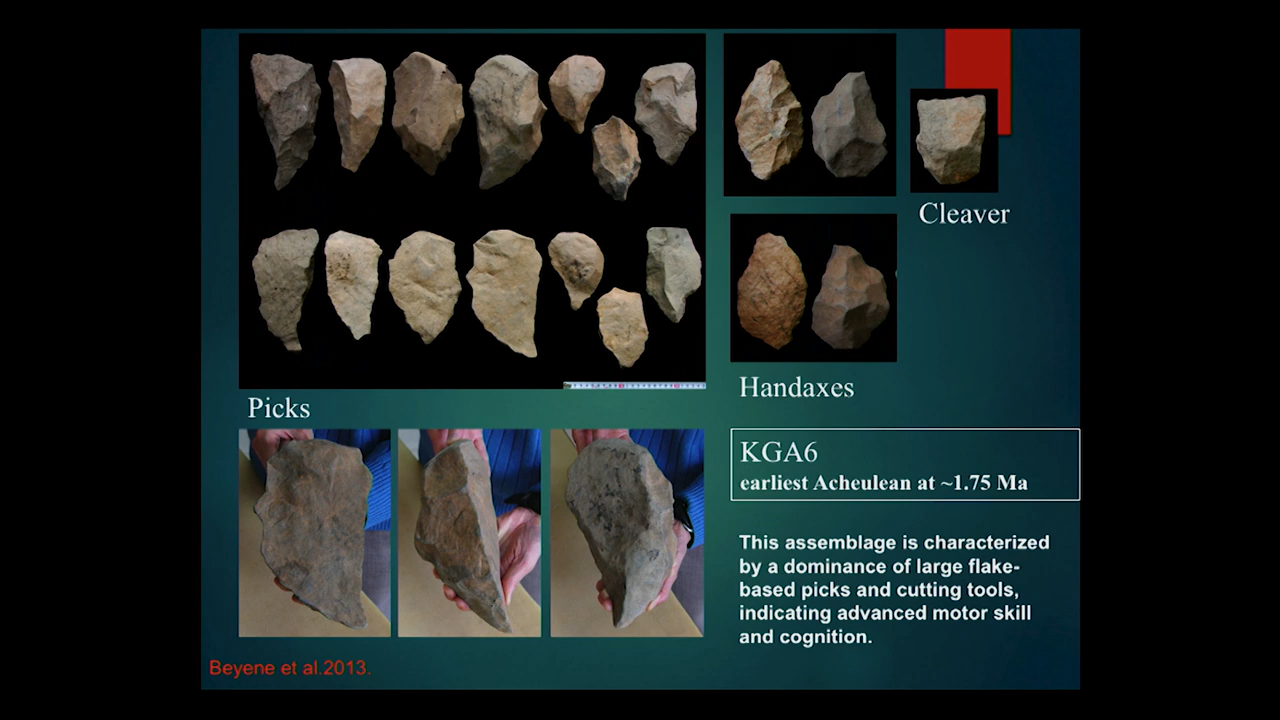 Cleaver
Picks
Handaxes
KGA6
earliest Acheulean at ~1.75 Ma
This assemblage is characterized
by a dominance of large flake-
based picks and cutting tools,
indicating advanced motor skill
and cognition.
Beyene et al.2013.